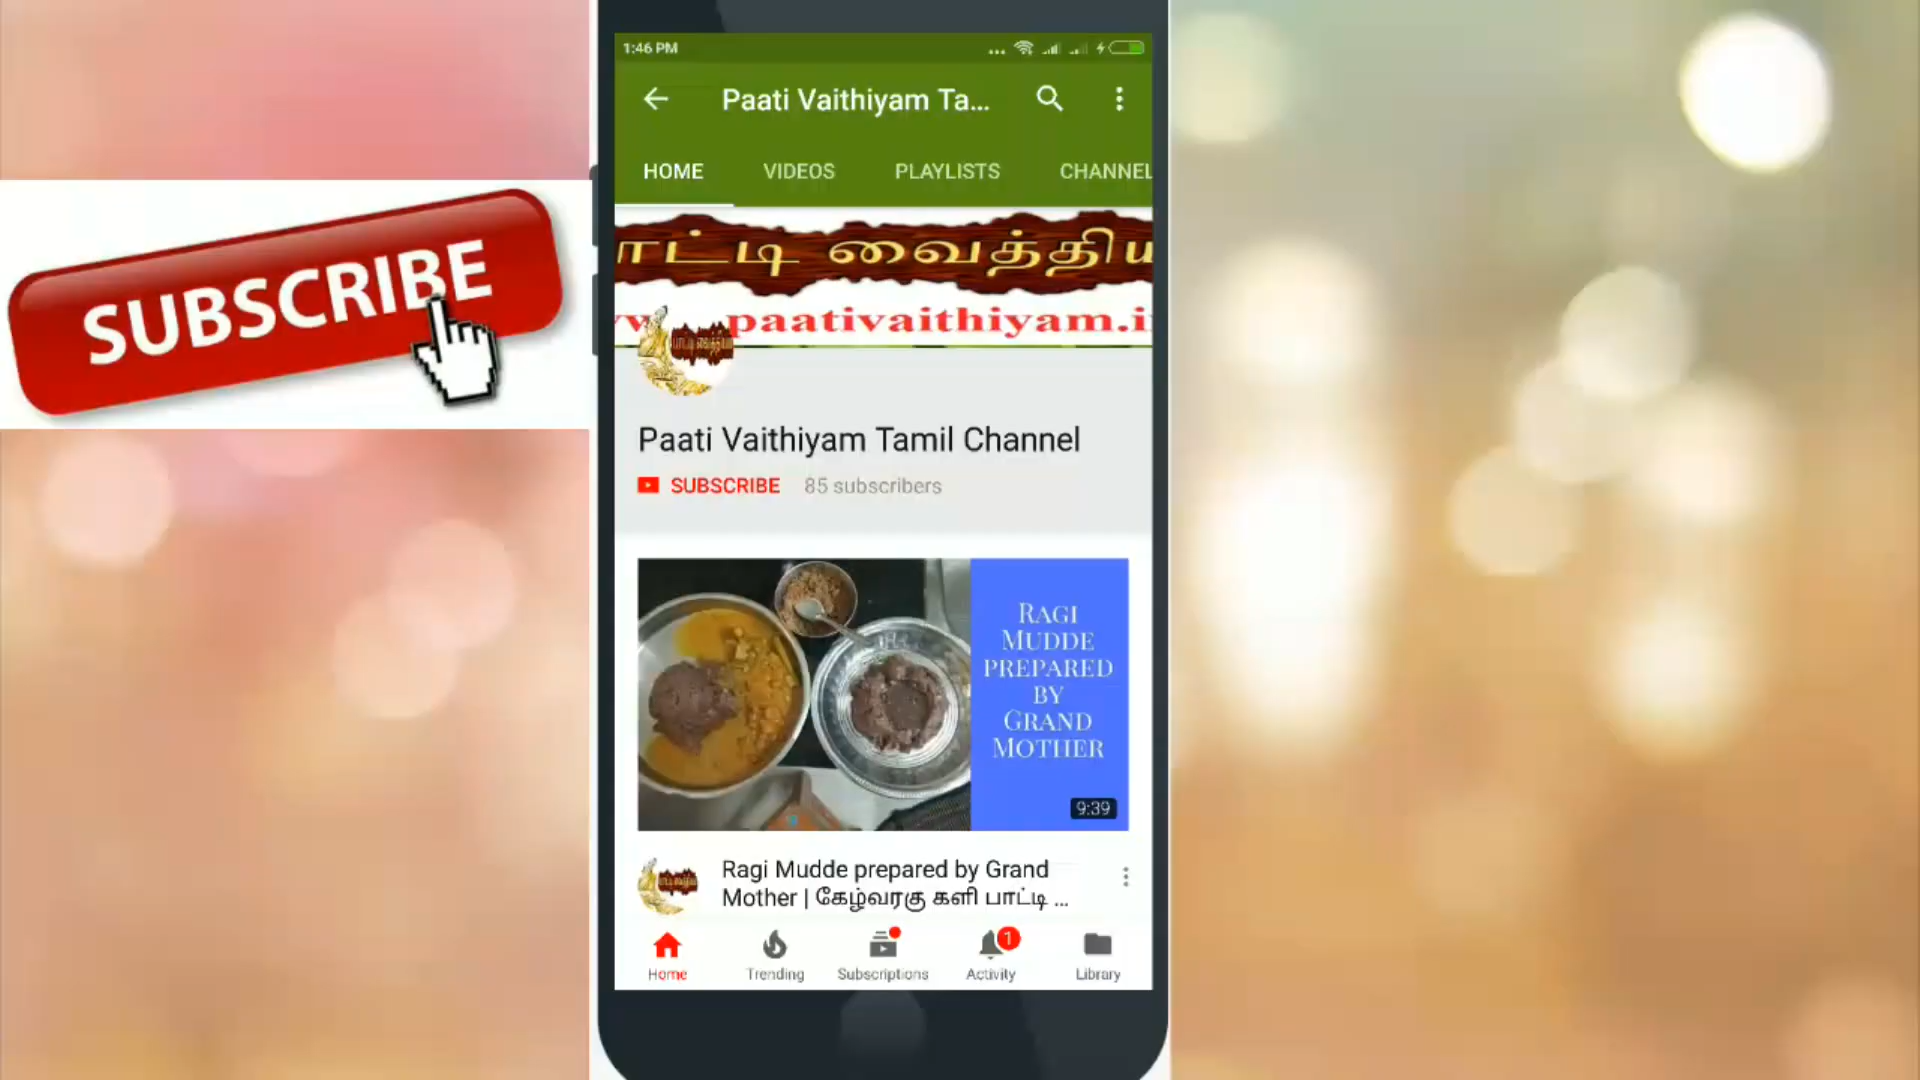 SUBSCRIBE
1:46 PM
Paati Vaithiyam Ta...
HOME VIDEOS PLAYLISTS CHANNEL
ாட்டி வைத்திய
paativaithiyam.i
Paati Vaithiyam Tamil Channel
SUBSCRIBE 85 subscribers
RAGI
MUDDE
PREPARED
BY
GRAND
MOTHER
9:39
Ragi Mudde prepared by Grand
Mother | கேழ்வரகு களி பாட்டி ...
1
Home Trending Subscriptions Activity Library